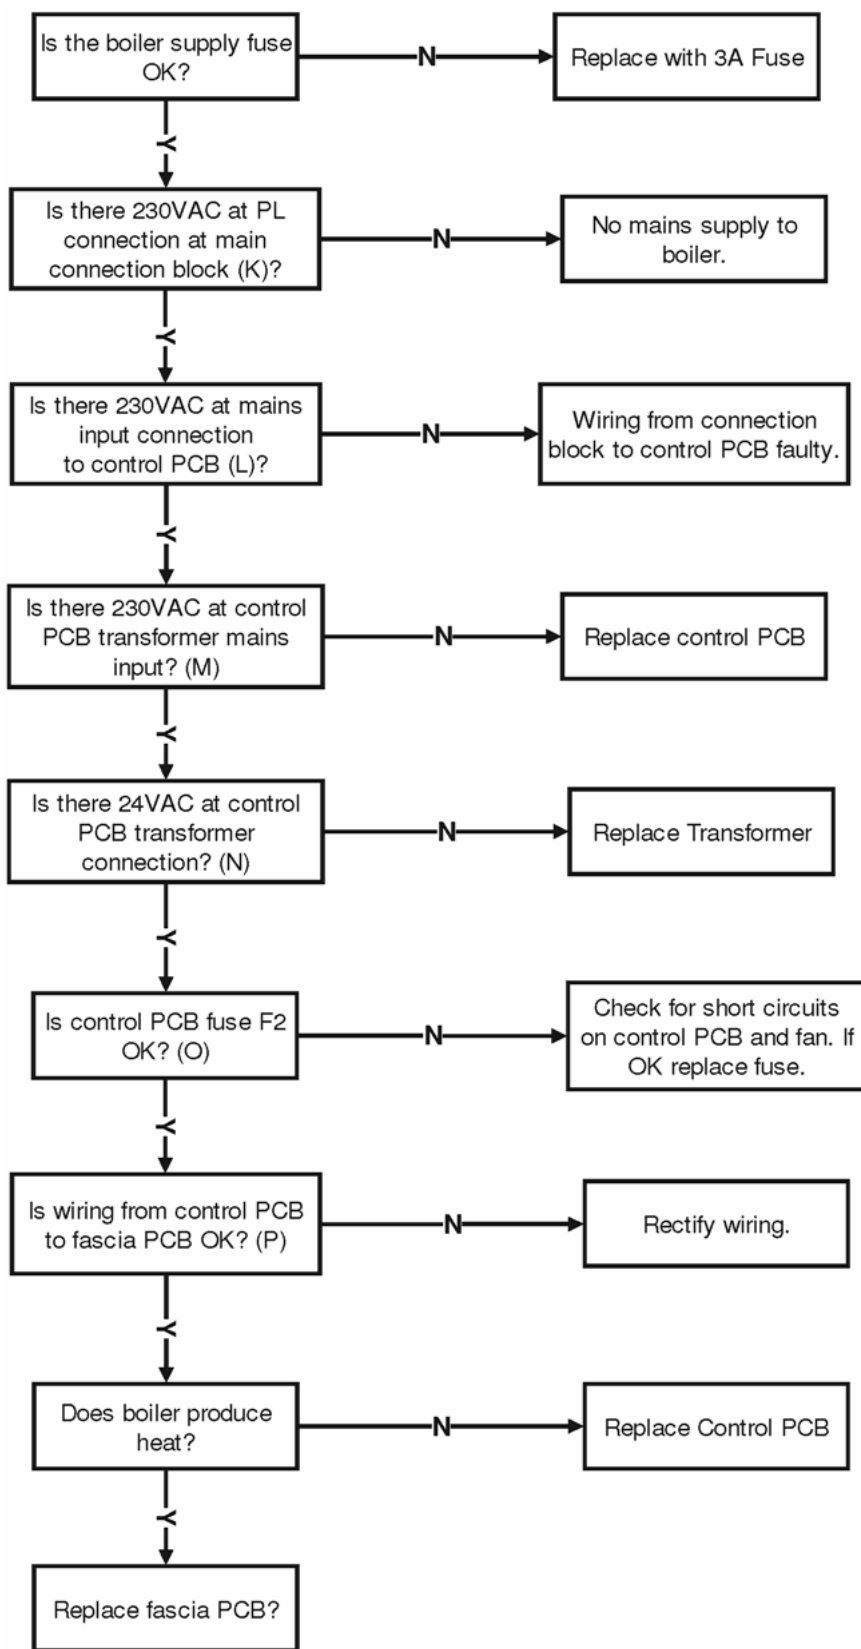 Is the boiler supply fuse
OK?
N
Replace with 3A Fuse
Y
Is there 230VAC at PL
connection at main
connection block (K)?
N
No mains supply to
boiler.
Y
Is there 230VAC at mains
input connection
to control PCB (L)?
N
Wiring from connection
block to control PCB faulty.
Y
Is there 230VAC at control
PCB transformer mains
input? (M)
N
Replace control PCB
Y
Is there 24VAC at control
PCB transformer
connection? (N)
N
Replace Transformer
Y
Is control PCB fuse F2
OK? (O)
N
Check for short circuits
on control PCB and fan. If
OK replace fuse.
Y
Is wiring from control PCB
to fascia PCB OK? (P)
N
Rectify wiring.
Y
Does boiler produce
heat?
N
Replace Control PCB
Y
Replace fascia PCB?